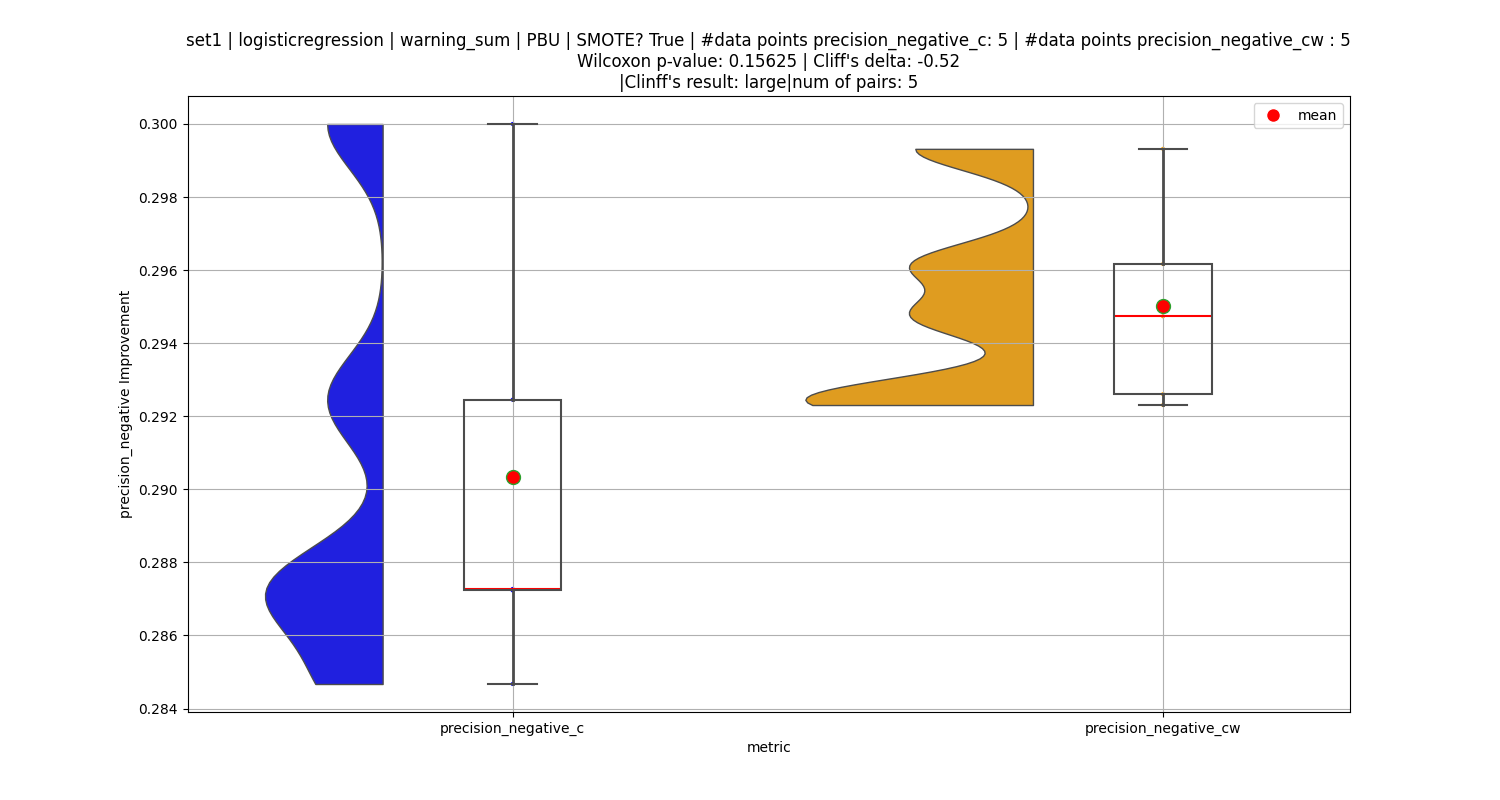 set1 | logisticregression | warning_sum | PBU | SMOTE? True | #data points precision_negative_c: 5 | #data points precision_negative_cw : 5
Wilcoxon p-value: 0.15625 | Cliff's delta: -0.52
|Clinff's result: large|num of pairs: 5
mean
0.300
0.298
0.296
0.294
0.292
0.290
0.288
0.286
0.284
precision_negative Improvement
precision_negative_c
precision_negative_cw
metric